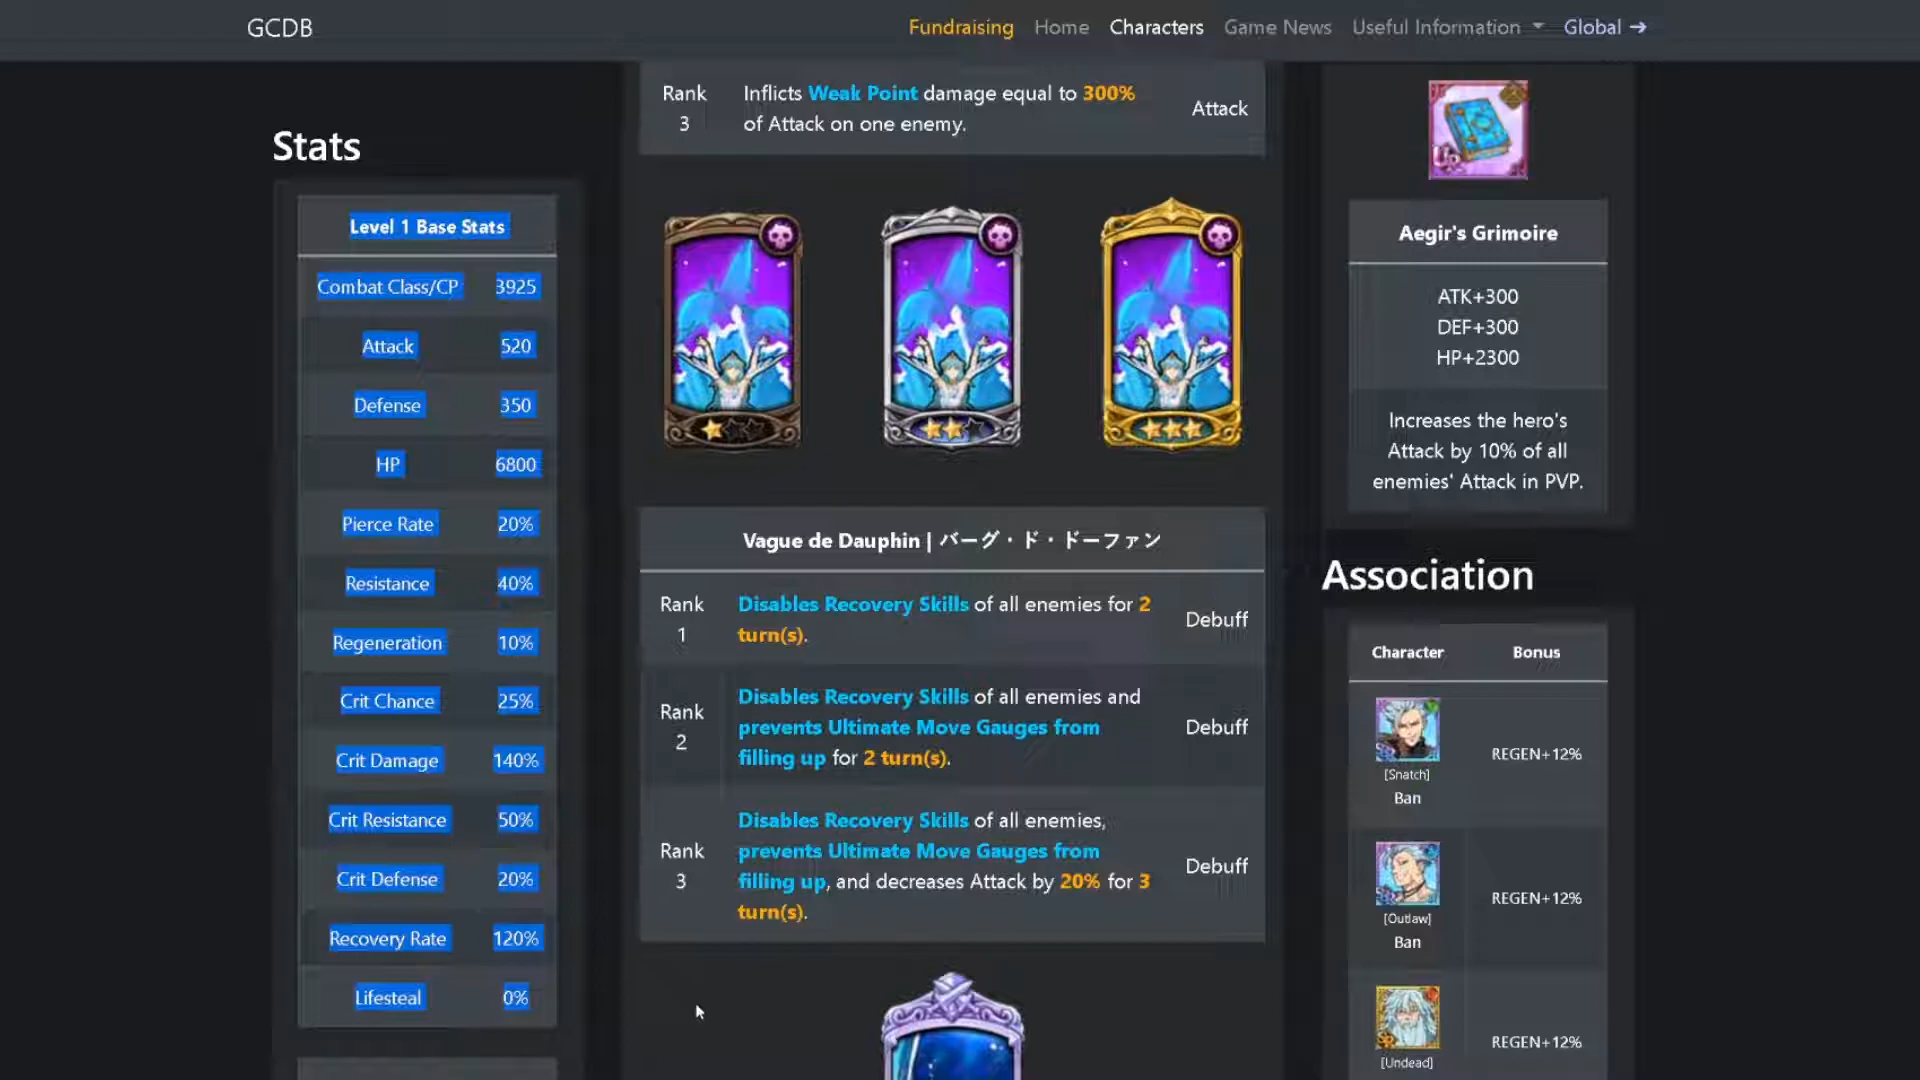 GCDB
Fundraising Home Characters Game News Useful Information Global →
Stats
Level 1 Base Stats
Combat Class/CP 3925
Attack 520
Defense 350
HP 6800
Pierce Rate 20%
Resistance 40%
Regeneration 10%
Crit Chance 25%
Crit Damage 140%
Crit Resistance 50%
Crit Defense 20%
Recovery Rate 120%
Lifesteal 0%
Rank
3
Inflicts Weak Point damage equal to 300%
of Attack on one enemy.
Attack
Vague de Dauphin | バーグ・ド・ドーファン
Rank
1
Disables Recovery Skills of all enemies for 2
turn(s).
Debuff
Rank
2
Disables Recovery Skills of all enemies and
prevents Ultimate Move Gauges from
filling up for 2 turn(s).
Debuff
Rank
3
Disables Recovery Skills of all enemies,
prevents Ultimate Move Gauges from
filling up, and decreases Attack by 20% for 3
turn(s).
Debuff
Up
Aegir's Grimoire
ATK+300
DEF+300
HP+2300
Increases the hero's
Attack by 10% of all
enemies' Attack in PVP.
Association
Character Bonus
[Snatch]
Ban
REGEN+12%
[Outlaw]
Ban
REGEN+12%
SR
[Undead]
REGEN+12%